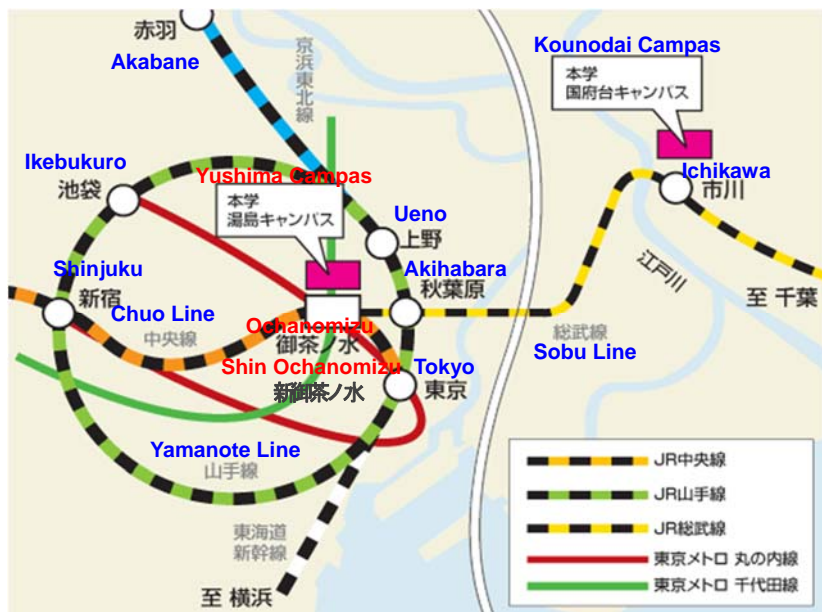 赤羽
Akabane
京浜東北線
Kounodai Campas
本学
国府台キャンパス
Ikebukuro
池袋
Yushima Campas
本学
湯島キャンパス
Ichikawa
市川
Ueno
上野
Shinjuku
新宿
Akihabara
秋葉原
江戸川
至 千葉
Chuo Line
中央線
Ochanomizu
御茶ノ水
総武線
Sobu Line
Shin Ochanomizu
新御茶ノ水
Tokyo
東京
Yamanote Line
山手線
東海道
新幹線
至 横浜
JR中央線
JR山手線
JR総武線
東京メトロ 丸の内線
東京メトロ 千代田線